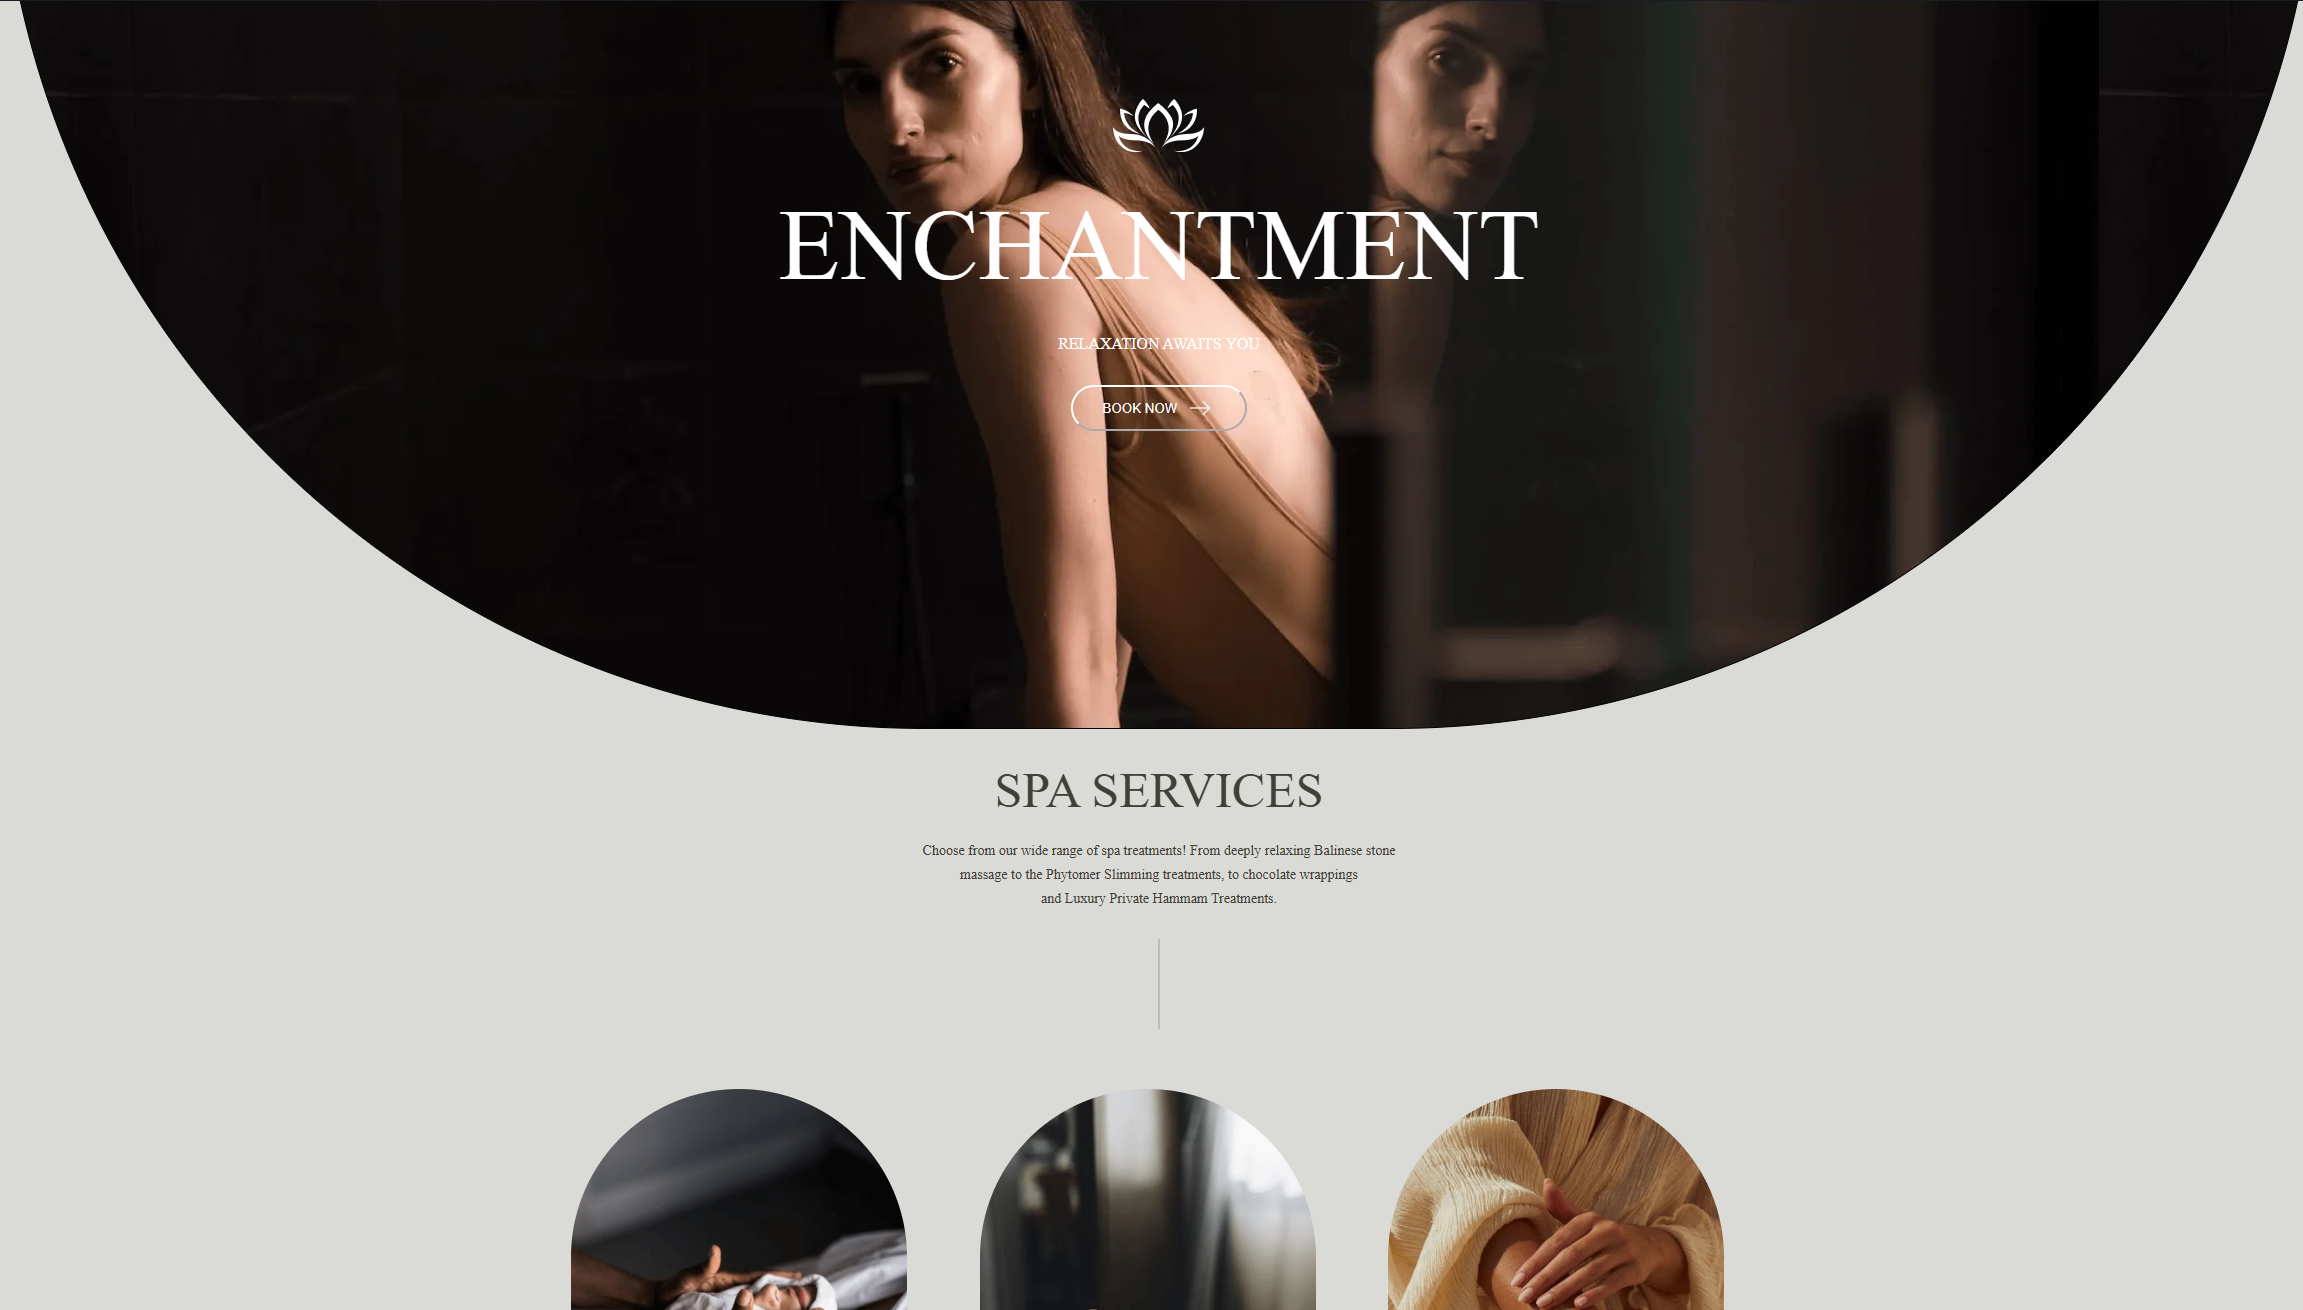 ENCHANTMENT
RELAXATION AWAITS YOU
BOOK NOW
SPA SERVICES
Choose from our wide range of spa treatments! From deeply relaxing Balinese stone
massage to the Phytomer Slimming treatments, to chocolate wrappings
and Luxury Private Hammam Treatments.